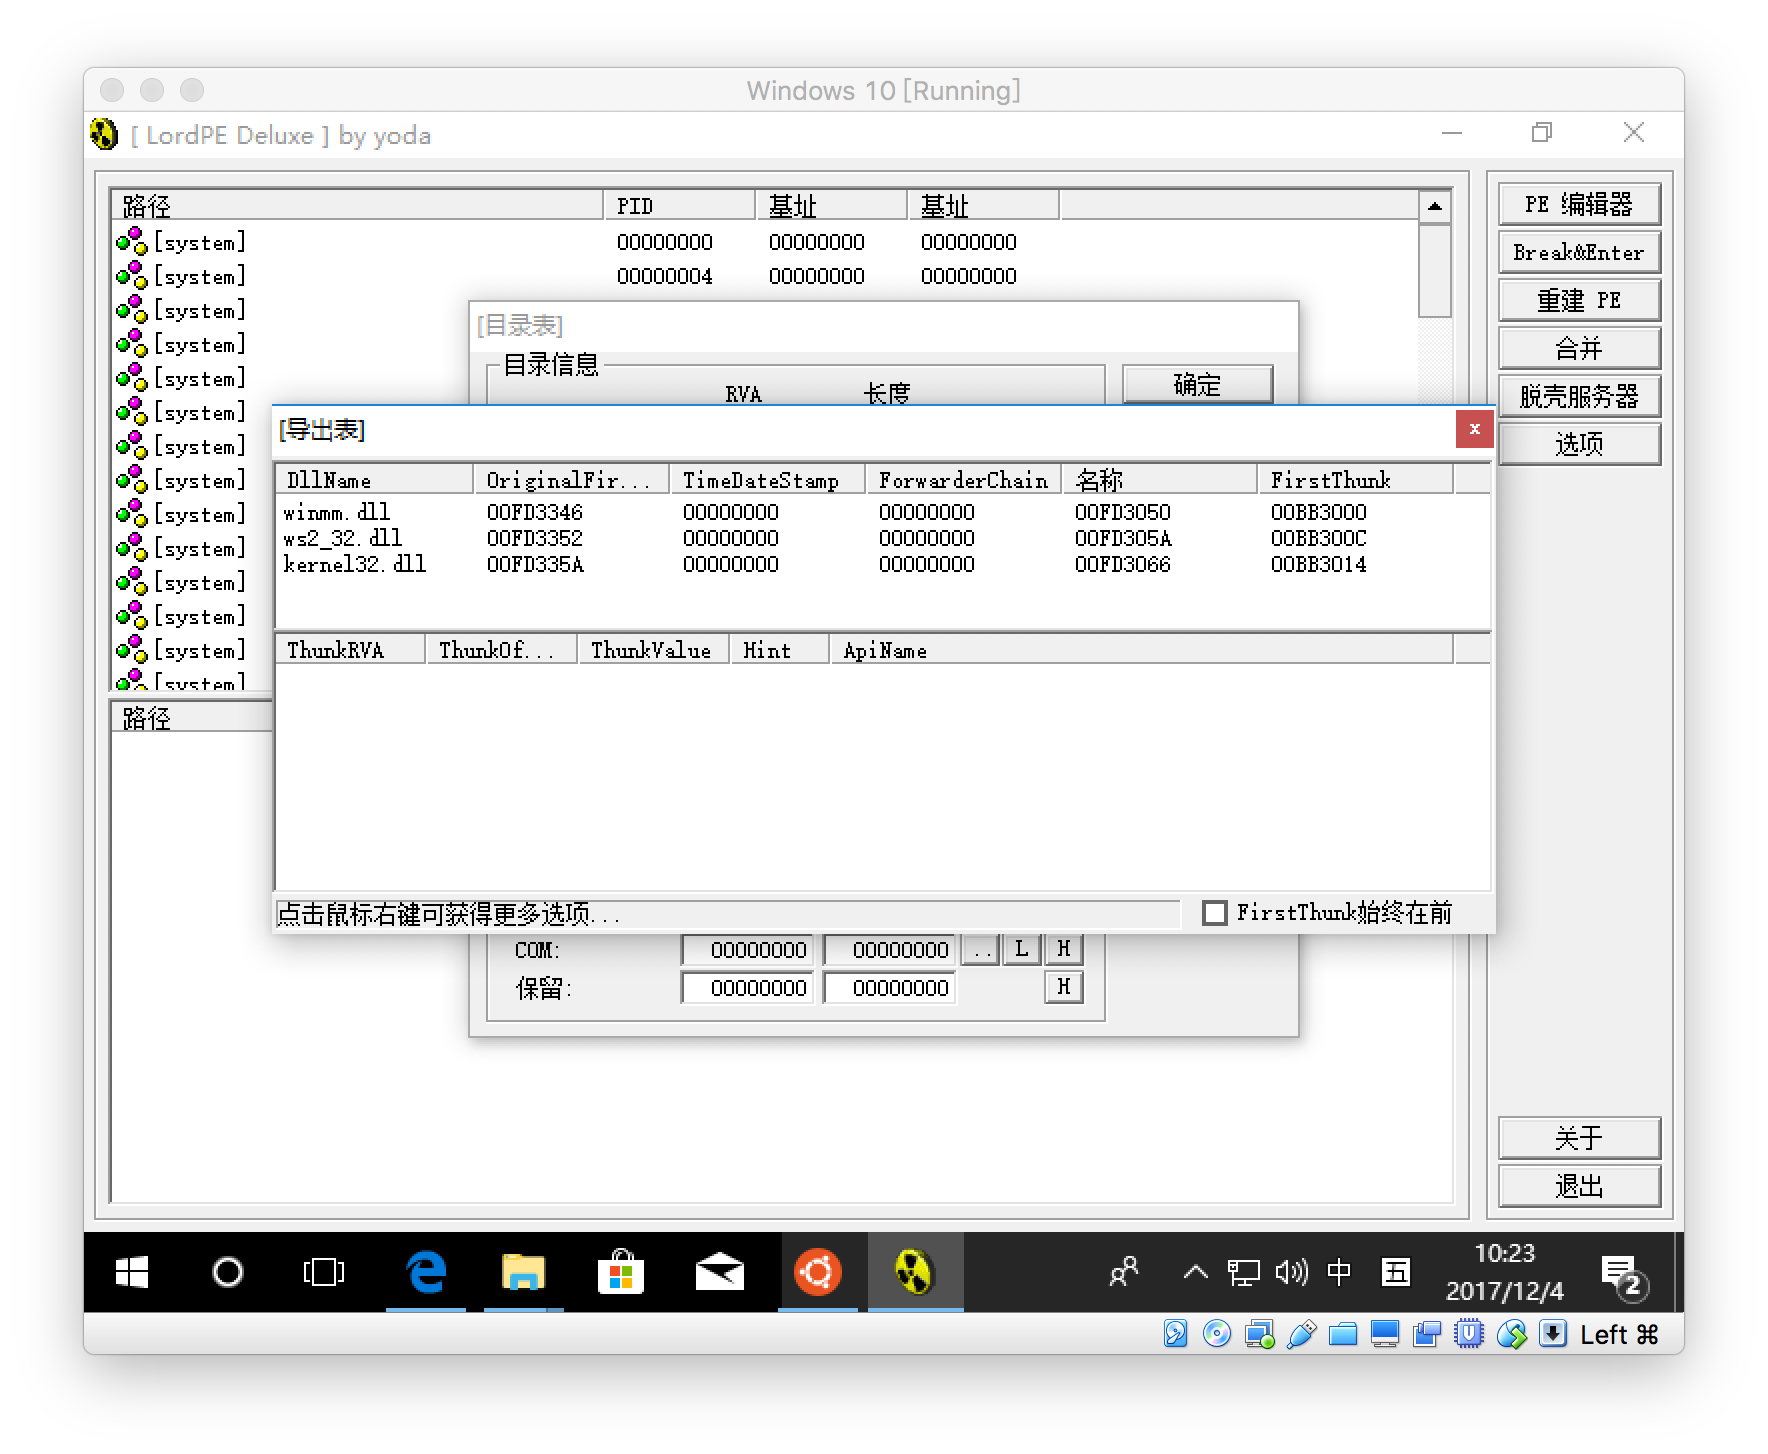 Windows 10 [Running]
[ LordPE Deluxe ] by yoda
路径 PID 基址 基址
[system] 00000000 00000000 00000000
[system] 00000004 00000000 00000000
[system]
[system]
[system]
[system]
[system]
[system]
[system]
[system]
[system]
[system]
[system]
[system]
路径
PE 编辑器
Break&Enter
重建 PE
合并
脱壳服务器
选项
关于
退出
[目录表]
目录信息
RVA 长度
确定
[导出表]
x
DllName OriginalFir... TimeDateStamp ForwarderChain 名称 FirstThunk
winmm.dll 00FD3346 00000000 00000000 00FD3050 00BB3000
ws2_32.dll 00FD3352 00000000 00000000 00FD305A 00BB300C
kernel32.dll 00FD335A 00000000 00000000 00FD3066 00BB3014
ThunkRVA ThunkOf... ThunkValue Hint ApiName
点击鼠标右键可获得更多选项...
FirstThunk始终在前
COM: 00000000 00000000 .. L H
保留: 00000000 00000000 H
中 五
10:23
2017/12/4
2
Left ⌘